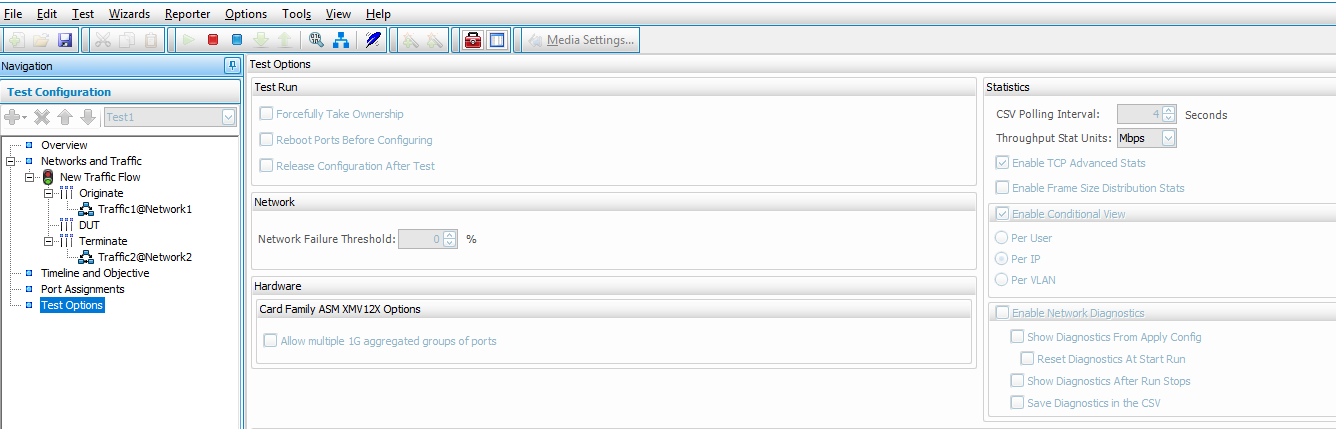 File Edit Test Wizards Reporter Options Tools View Help
Media Settings...
Navigation
Test Configuration
Test1
Overview
Networks and Traffic
New Traffic Flow
Originate
Traffic1@Network1
DUT
Terminate
Traffic2@Network2
Timeline and Objective
Port Assignments
Test Options
Test Options
Test Run
Forcefully Take Ownership
Reboot Ports Before Configuring
Release Configuration After Test
Network
Network Failure Threshold: 0 %
Hardware
Card Family ASM XMV12X Options
Allow multiple 1G aggregated groups of ports
Statistics
CSV Polling Interval: 4 Seconds
Throughput Stat Units: Mbps
Enable TCP Advanced Stats
Enable Frame Size Distribution Stats
Enable Conditional View
Per User
Per IP
Per VLAN
Enable Network Diagnostics
Show Diagnostics From Apply Config
Reset Diagnostics At Start Run
Show Diagnostics After Run Stops
Save Diagnostics in the CSV